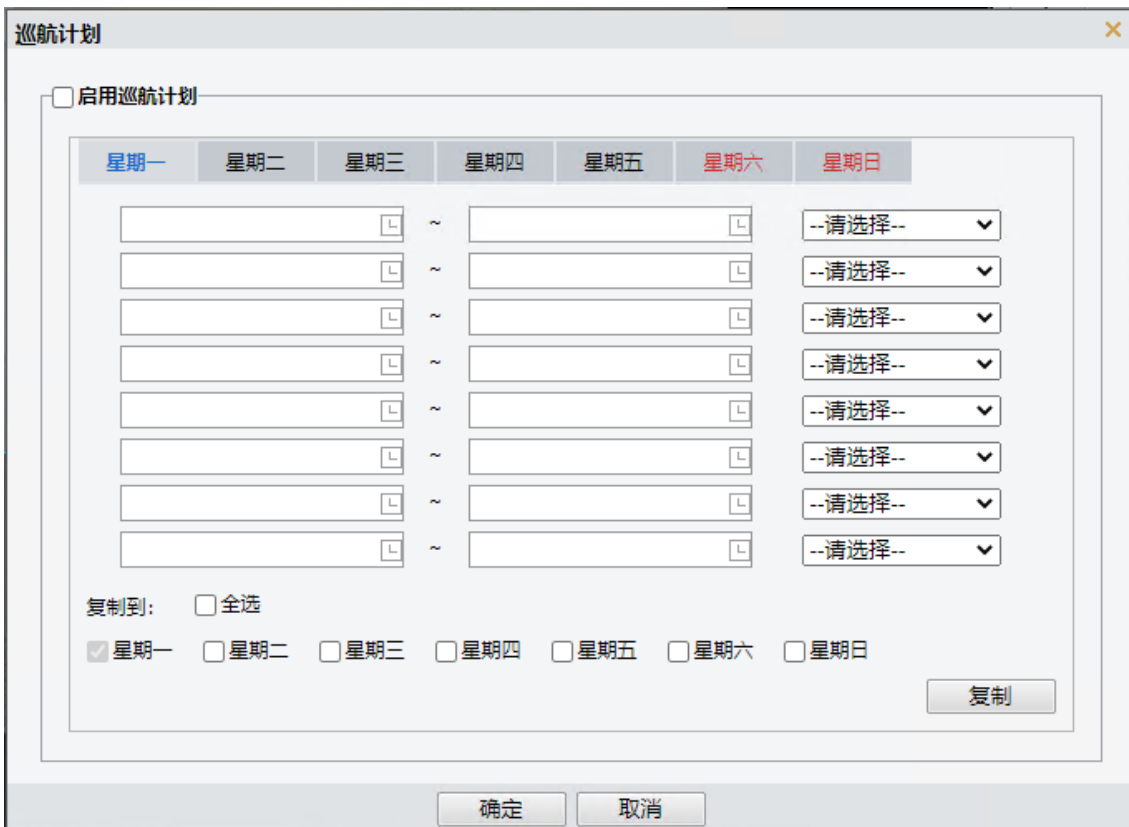 巡航计划
启用巡航计划
星期一 星期二 星期三 星期四 星期五 星期六 星期日
~ --请选择--
~ --请选择--
~ --请选择--
~ --请选择--
~ --请选择--
~ --请选择--
~ --请选择--
~ --请选择--
复制到: 全选
星期一 星期二 星期三 星期四 星期五 星期六 星期日
复制
确定 取消